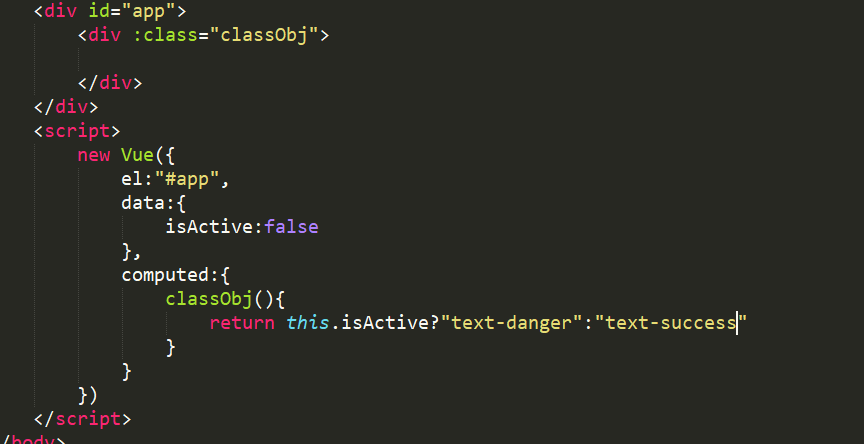 <div id="app">
<div :class="classObj">
</div>
</div>
<script>
new Vue({
el:"#app",
data:{
isActive:false
},
computed:{
classObj(){
return this.isActive?"text-danger":"text-success"
}
}
})
</script>
/body>